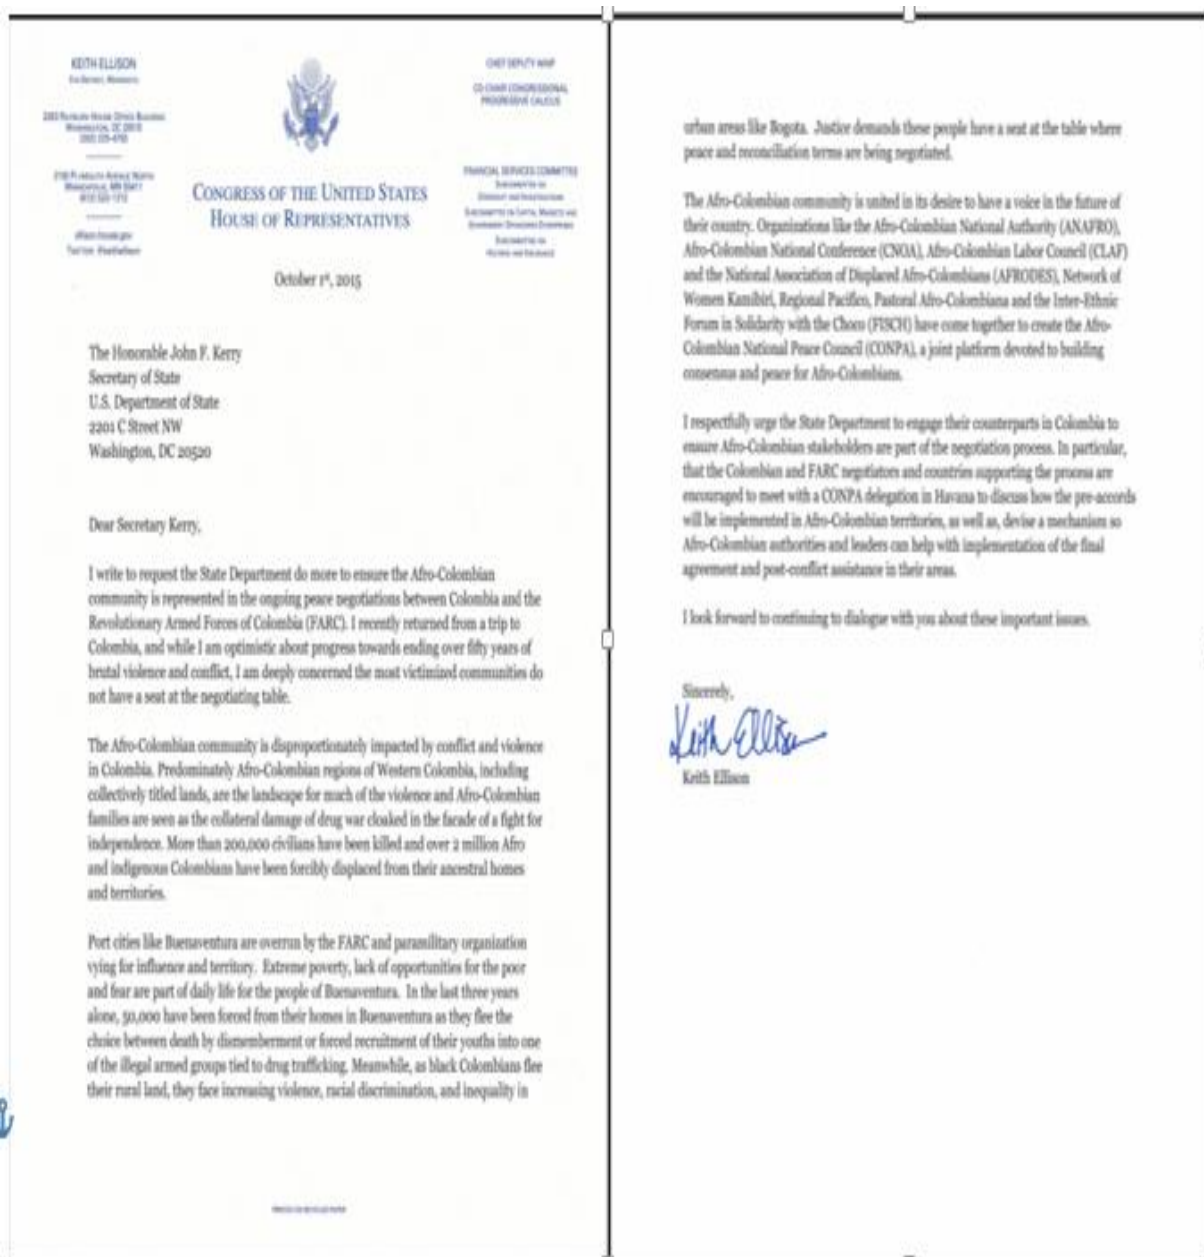 KEITH ELLISON
5th District, Minnesota
2263 Rayburn House Office Building
Washington, DC 20515
2100 Plymouth Avenue North
Minneapolis, MN 55411
CHIEF DEPUTY WHIP
CO-CHAIR CONGRESSIONAL
PROGRESSIVE CAUCUS
FINANCIAL SERVICES COMMITTEE
CONGRESS OF THE UNITED STATES
HOUSE OF REPRESENTATIVES
October 1st, 2015
The Honorable John F. Kerry
Secretary of State
U.S. Department of State
2201 C Street NW
Washington, DC 20520
Dear Secretary Kerry,
I write to request the State Department do more to ensure the Afro-Colombian
community is represented in the ongoing peace negotiations between Colombia and the
Revolutionary Armed Forces of Colombia (FARC). I recently returned from a trip to
Colombia, and while I am optimistic about progress towards ending over fifty years of
brutal violence and conflict, I am deeply concerned the most victimized communities do
not have a seat at the negotiating table.
The Afro-Colombian community is disproportionately impacted by conflict and violence
in Colombia. Predominately Afro-Colombian regions of Western Colombia, including
collectively titled lands, are the landscape for much of the violence and Afro-Colombian
families are seen as the collateral damage of drug war cloaked in the facade of a fight for
independence. More than 200,000 civilians have been killed and over 2 million Afro
and indigenous Colombians have been forcibly displaced from their ancestral homes
and territories.
Port cities like Buenaventura are overrun by the FARC and paramilitary organization
vying for influence and territory. Extreme poverty, lack of opportunities for the poor
and fear are part of daily life for the people of Buenaventura. In the last three years
alone, 50,000 have been forced from their homes in Buenaventura as they flee the
choice between death by dismemberment or forced recruitment of their youths into one
of the illegal armed groups tied to drug trafficking. Meanwhile, as black Colombians flee
their rural land, they face increasing violence, racial discrimination, and inequality in
PRINTED ON RECYCLED PAPER
urban areas like Bogota. Justice demands these people have a seat at the table where
peace and reconciliation terms are being negotiated.
The Afro-Colombian community is united in its desire to have a voice in the future of
their country. Organizations like the Afro-Colombian National Authority (ANAFRO),
Afro-Colombian National Conference (CNOA), Afro-Colombian Labor Council (CLAF)
and the National Association of Displaced Afro-Colombians (AFRODES), Network of
Women Kambiri, Regional Pacifico, Pastoral Afro-Colombiana and the Inter-Ethnic
Forum in Solidarity with the Choco (FISCH) have come together to create the Afro-
Colombian National Peace Council (CONPA), a joint platform devoted to building
consensus and peace for Afro-Colombians.
I respectfully urge the State Department to engage their counterparts in Colombia to
ensure Afro-Colombian stakeholders are part of the negotiation process. In particular,
that the Colombian and FARC negotiators and countries supporting the process are
encouraged to meet with a CONPA delegation in Havana to discuss how the pre-accords
will be implemented in Afro-Colombian territories, as well as, devise a mechanism so
Afro-Colombian authorities and leaders can help with implementation of the final
agreement and post-conflict assistance in their areas.
I look forward to continuing to dialogue with you about these important issues.
Sincerely,
Keith Ellison
Keith Ellison